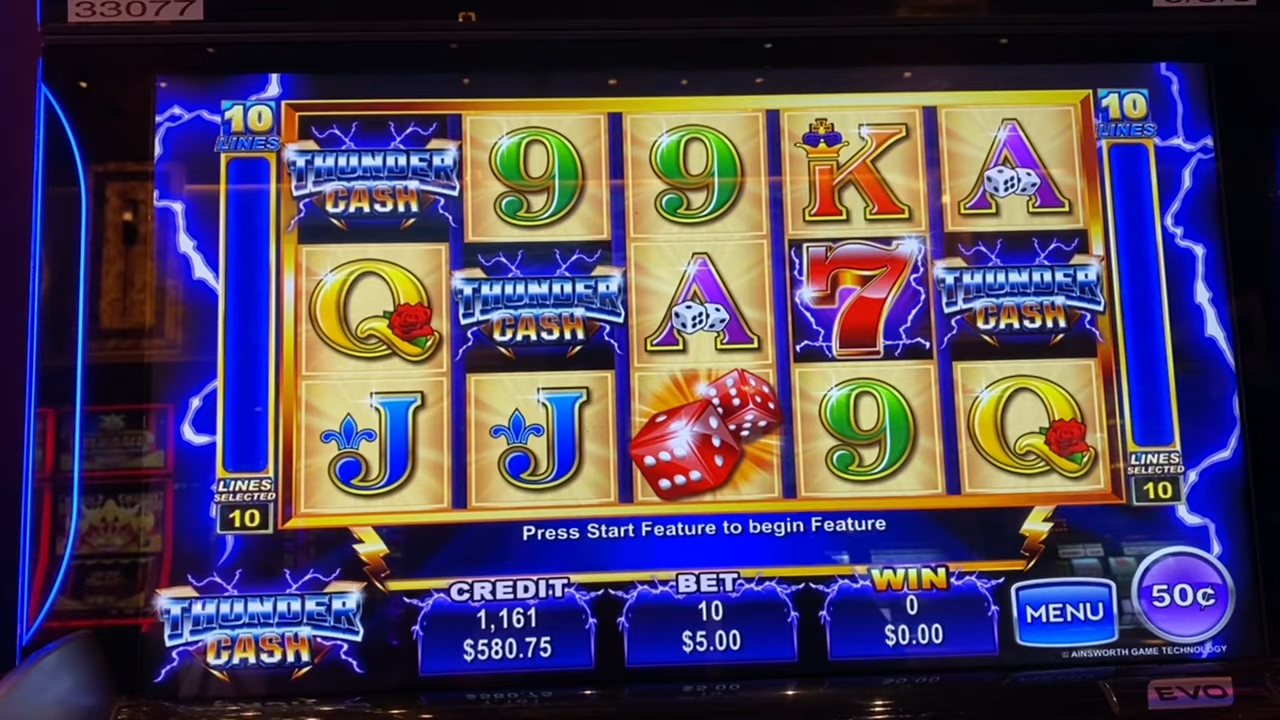 33077
10
LINES
10
LINES
THUNDER
CASH
9
9
K
A
Q
THUNDER
CASH
A
7
THUNDER
CASH
J
J
9
Q
LINES
SELECTED
10
LINES
SELECTED
10
Press Start Feature to begin Feature
THUNDER
CASH
CREDIT
1,161
$580.75
BET
10
$5.00
WIN
0
$0.00
MENU
50¢
© AINSWORTH GAME TECHNOLOGY
EVO